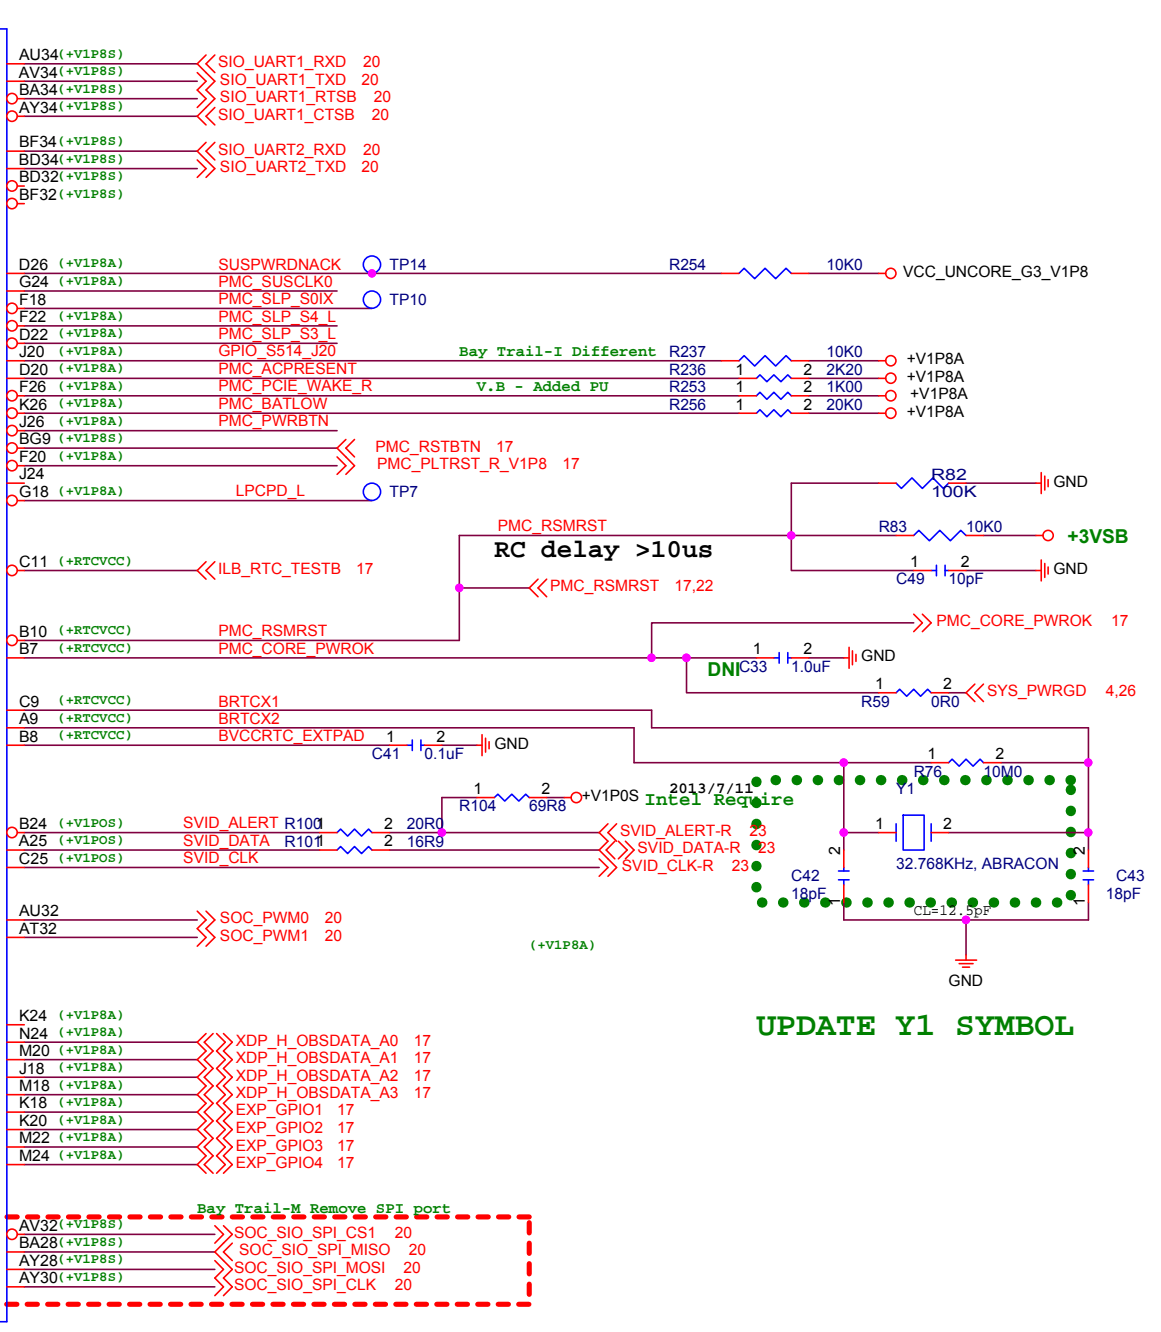 AU34 (+V1P8S) SIO_UART1_RXD 20
AV34 (+V1P8S) SIO_UART1_TXD 20
BA34 (+V1P8S) SIO_UART1_RTSB 20
AY34 (+V1P8S) SIO_UART1_CTSB 20
BF34 (+V1P8S) SIO_UART2_RXD 20
BD34 (+V1P8S) SIO_UART2_TXD 20
BD32 (+V1P8S)
BF32 (+V1P8S)
D26 (+V1P8A) SUSPWRDNACK TP14 R254 10K0 VCC_UNCORE_G3_V1P8
G24 (+V1P8A) PMC_SUSCLK0
F18 (+V1P8A) PMC_SLP_S0IX TP10
F22 (+V1P8A) PMC_SLP_S4_L
D22 (+V1P8A) PMC_SLP_S3_L
J20 (+V1P8A) GPIO_S514_J20 Bay Trail-I Different R237 10K0 +V1P8A
D20 (+V1P8A) PMC_ACPRESENT R236 1 2 2K20 +V1P8A
F26 (+V1P8A) PMC_PCIE_WAKE_R V.B - Added PU R253 1 2 1K00 +V1P8A
K26 (+V1P8A) PMC_BATLOW R256 1 2 20K0 +V1P8A
J26 (+V1P8A) PMC_PWRBTN
BG9 (+V1P8S) PMC_RSTBTN 17
F20 (+V1P8A) PMC_PLTRST_R_V1P8 17
J24
G18 (+V1P8A) LPCPD_L TP7
R82 GND
100K
PMC_RSMRST R83 10K0 +3VSB
RC delay >10us
C11 (+RTCVCC) ILB_RTC_TESTB 17
1 2 GND
C49 10pF
PMC_RSMRST 17,22
PMC_CORE_PWROK 17
B10 (+RTCVCC) PMC_RSMRST
B7 (+RTCVCC) PMC_CORE_PWROK
1 2 GND
DNI C33 1.0uF
1 2 SYS_PWRGD 4,26
R59 0R0
C9 (+RTCVCC) BRTCX1
A9 (+RTCVCC) BRTCX2
B8 (+RTCVCC) BVCCRTC_EXTPAD 1 2 GND
C41 0.1uF
1 2
R76 10M0
1 2 +V1P0S 2013/7/11 Y1
R104 69R8 Intel Require
B24 (+V1POS) SVID_ALERT R100 1 2 20R0 SVID_ALERT-R 23
A25 (+V1POS) SVID_DATA R101 1 2 16R9 SVID_DATA-R 23
C25 (+V1POS) SVID_CLK SVID_CLK-R 23
1 2
32.768KHz, ABRACON
2 C42 2 C43
1 18pF 1 18pF
CL=12.5pF
AU32 SOC_PWM0 20
AT32 SOC_PWM1 20
(+V1P8A)
GND
UPDATE Y1 SYMBOL
K24 (+V1P8A)
N24 (+V1P8A) XDP_H_OBSDATA_A0 17
M20 (+V1P8A) XDP_H_OBSDATA_A1 17
J18 (+V1P8A) XDP_H_OBSDATA_A2 17
M18 (+V1P8A) XDP_H_OBSDATA_A3 17
K18 (+V1P8A) EXP_GPIO1 17
K20 (+V1P8A) EXP_GPIO2 17
M22 (+V1P8A) EXP_GPIO3 17
M24 (+V1P8A) EXP_GPIO4 17
Bay Trail-M Remove SPI port
AV32 (+V1P8S) SOC_SIO_SPI_CS1 20
BA28 (+V1P8S) SOC_SIO_SPI_MISO 20
AY28 (+V1P8S) SOC_SIO_SPI_MOSI 20
AY30 (+V1P8S) SOC_SIO_SPI_CLK 20